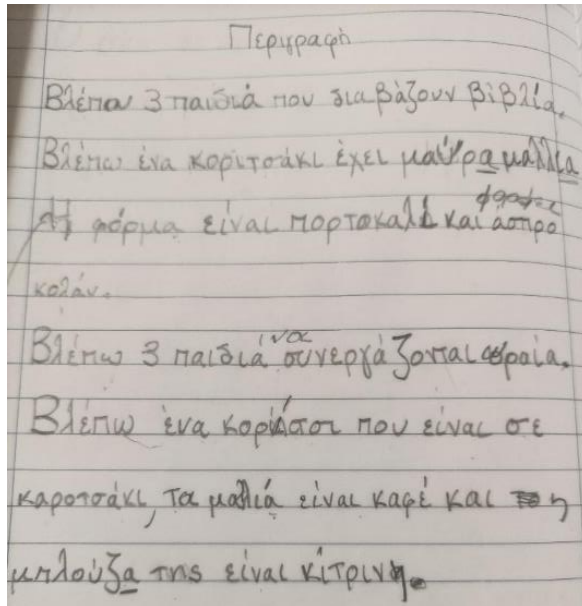 Περιγραφή
Βλέπω 3 παιδιά που διαβάζουν βιβλία.
Βλέπω ένα κοριτσάκι έχει μαύρα μαλλια
Η φόρμα είναι πορτοκαλί και φοράει άσπρο
κολάν.
Βλέπω 3 παιδιά να συνεργάζονται ωραία.
Βλέπω ένα κορίτσι που είναι σε
καροτσάκι, τα μαλλιά είναι καφέ και η
μπλούζα της είναι κίτρινη.